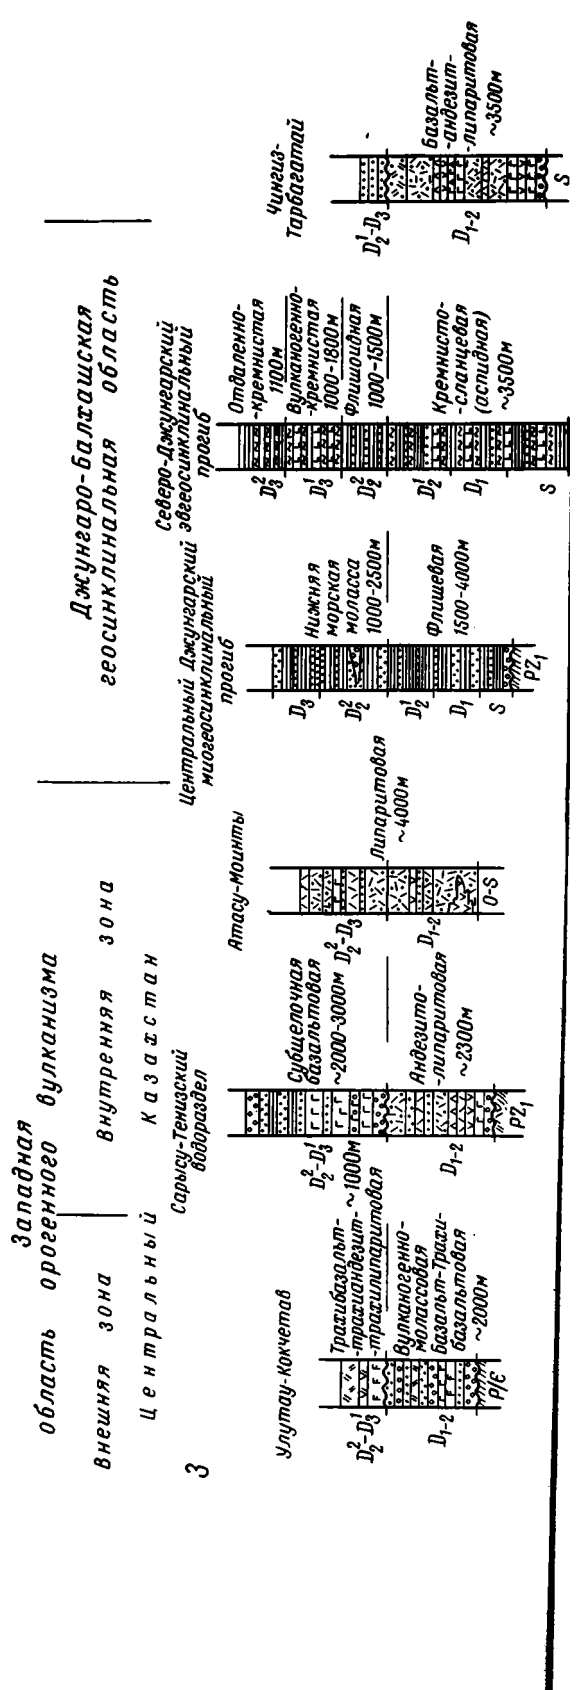 Западная
область орогенного вулканизма
Внешняя зона
Внутренняя зона
Центральный Казахстан
Джунгаро-балхашская
геосинклинальная область
3
Улутау-Кокчетав
Трахибазальт-
-трахиандезит-
-трахилипаритовая
~1000м
Вулканогенно-
молассовая
базальт-трахи-
базальтовая
~2000м
D₂²-D₃¹
D₁₋₂
P/Є
Сарысу-Тенизский
водораздел
Субщелочная
базальтовая
~2000-3000м
Андезито-
-липаритовая
~2300м
D₂²-D₃¹
D₁₋₂
PZ₁
Атасу-Моинты
Липаритовая
~4000м
D₂²-D₃
D₁₋₂
O-S
Центральный Джунгарский
миогеосинклинальный
прогиб
Нижняя
морская
моласса
1000-2500м
Флишевая
1500-4000м
D₃
D₂²
D₂¹
D₁
S
PZ₁
Северо-Джунгарский
эвгеосинклинальный
прогиб
Отдаленно-
-кремнистая
1100м
Вулканогенно-
-кремнистая
1000-1800м
Флишоидная
1000-1500м
Кремнисто-
-сланцевая
(аспидная)
~3500м
D₃²
D₃¹
D₂²
D₂¹
D₁
S
Чингиз-
Тарбагатай
Базальт-
-андезит-
-липаритовая
~3500м
D₂¹-D₃
D₁₋₂
S